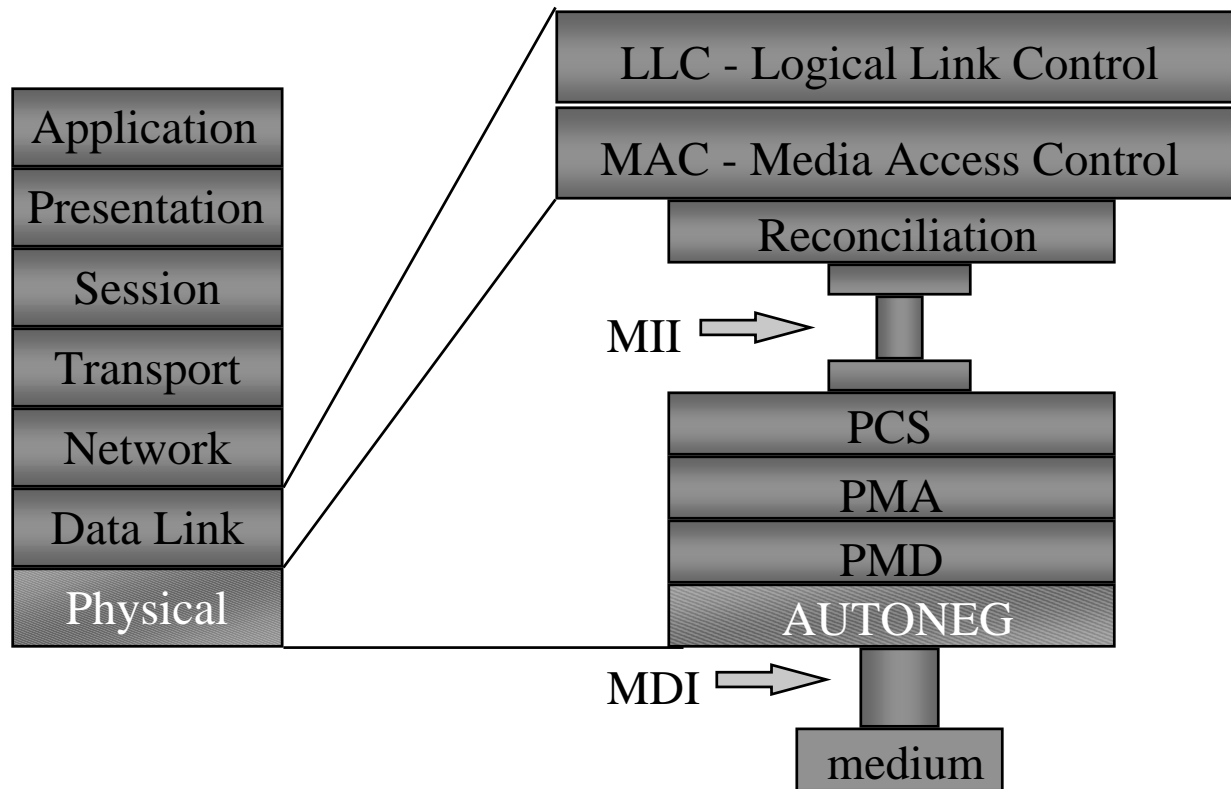 Application
Presentation
Session
Transport
Network
Data Link
Physical
LLC - Logical Link Control
MAC - Media Access Control
Reconciliation
MII
PCS
PMA
PMD
AUTONEG
MDI
medium